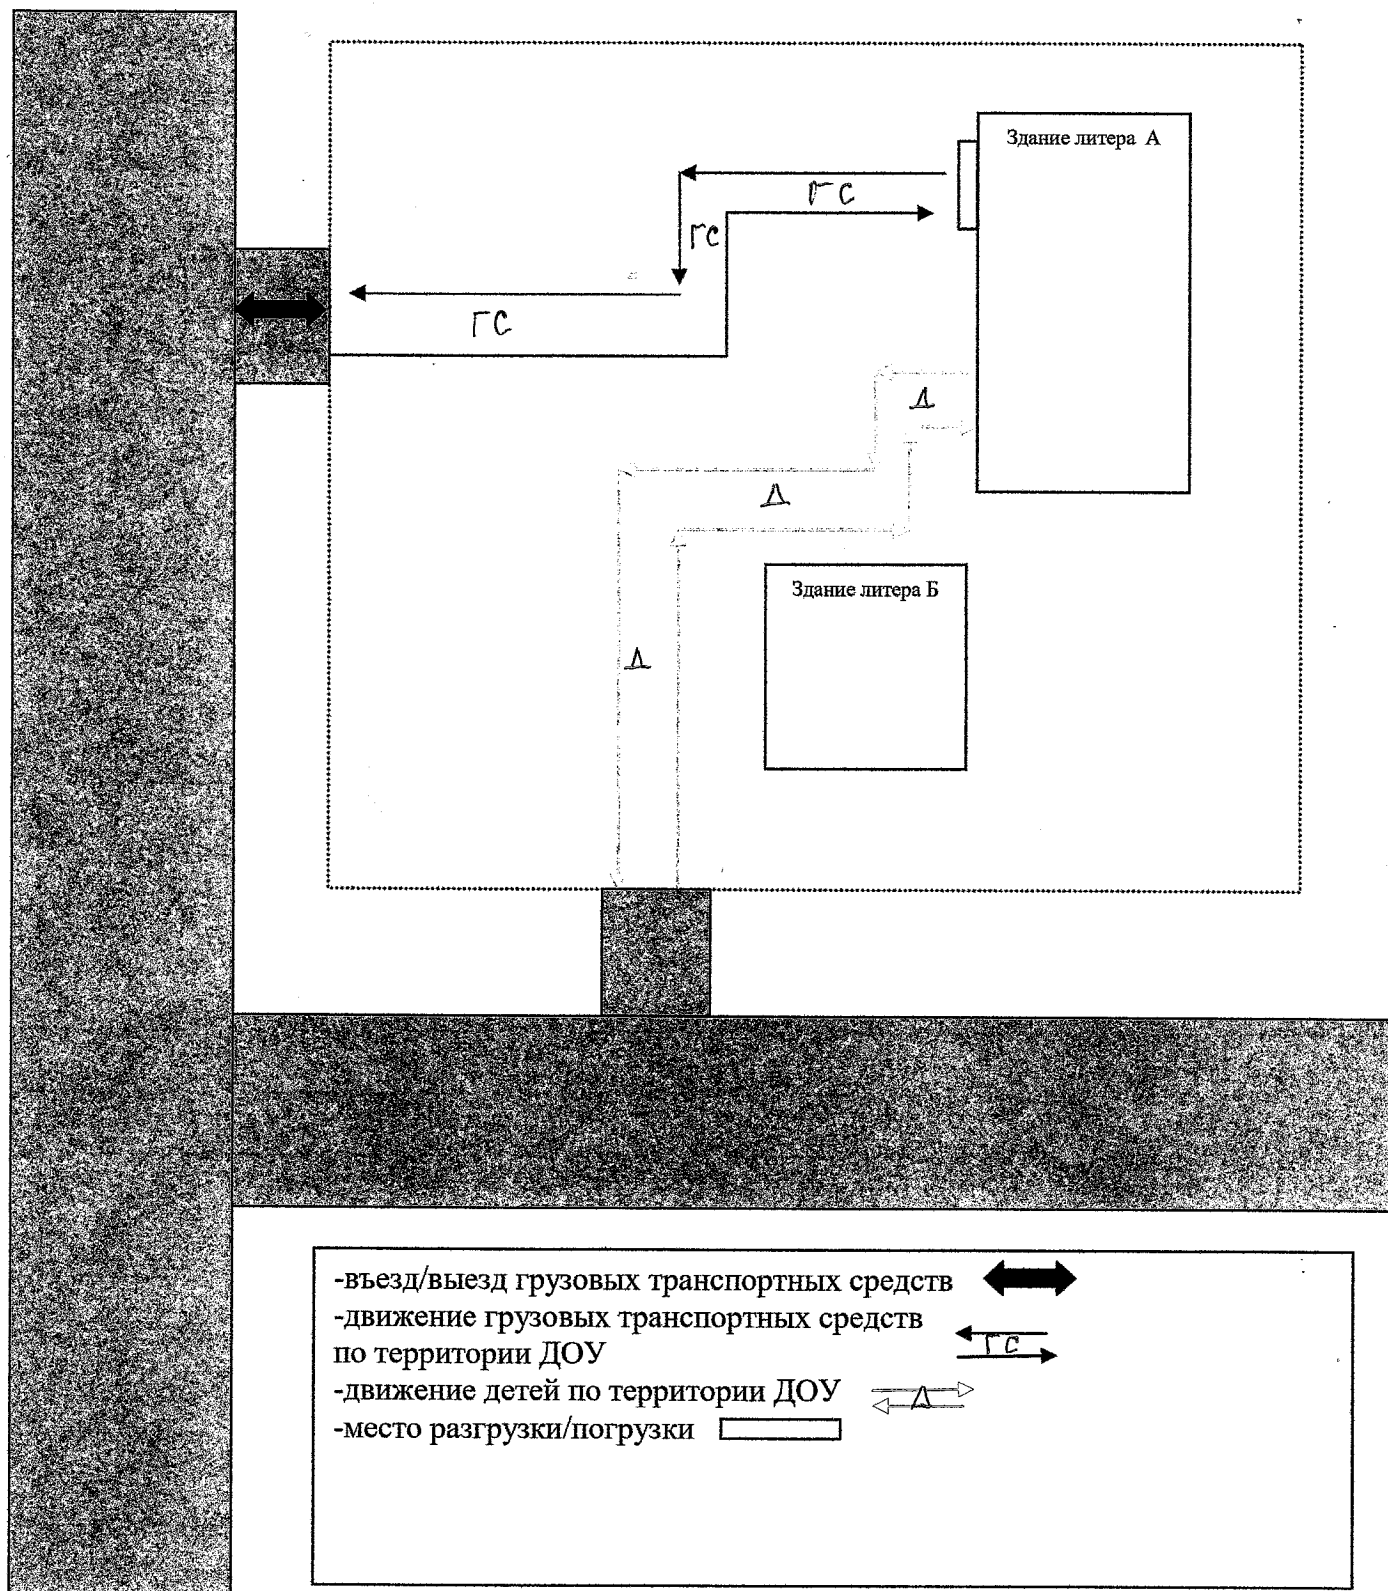 Здание литера А
ГС
ГС
ГС
Д
Д
Здание литера Б
Д
-въезд/выезд грузовых транспортных средств
-движение грузовых транспортных средств
ГС
по территории ДОУ
-движение детей по территории ДОУ Д
-место разгрузки/погрузки